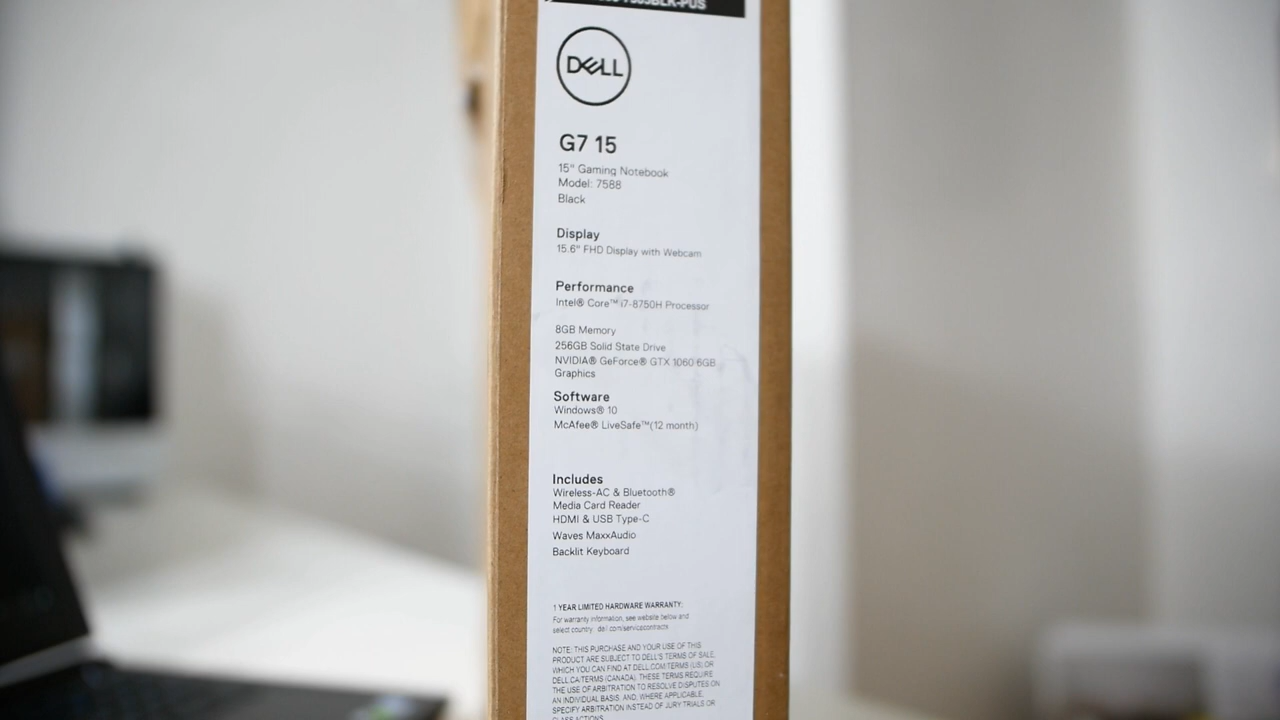 DELL
G7 15
15" Gaming Notebook
Model: 7588
Black
Display
15.6" FHD Display with Webcam
Performance
Intel® Core™ i7-8750H Processor
8GB Memory
256GB Solid State Drive
NVIDIA® GeForce® GTX 1060 6GB
Graphics
Software
Windows® 10
McAfee® LiveSafe™(12 month)
Includes
Wireless-AC & Bluetooth®
Media Card Reader
HDMI & USB Type-C
Waves MaxxAudio
Backlit Keyboard
1 YEAR LIMITED HARDWARE WARRANTY:
For warranty information, see website below and
select country: dell.com/servicecontracts
NOTE: THIS PURCHASE AND YOUR USE OF THIS
PRODUCT ARE SUBJECT TO DELL'S TERMS OF SALE,
WHICH YOU CAN FIND AT DELL.COM/TERMS (US) OR
DELL.CA/TERMS (CANADA). THESE TERMS REQUIRE
THE USE OF ARBITRATION TO RESOLVE DISPUTES ON
AN INDIVIDUAL BASIS, AND, WHERE APPLICABLE,
SPECIFY ARBITRATION INSTEAD OF JURY TRIALS OR
CLASS ACTIONS